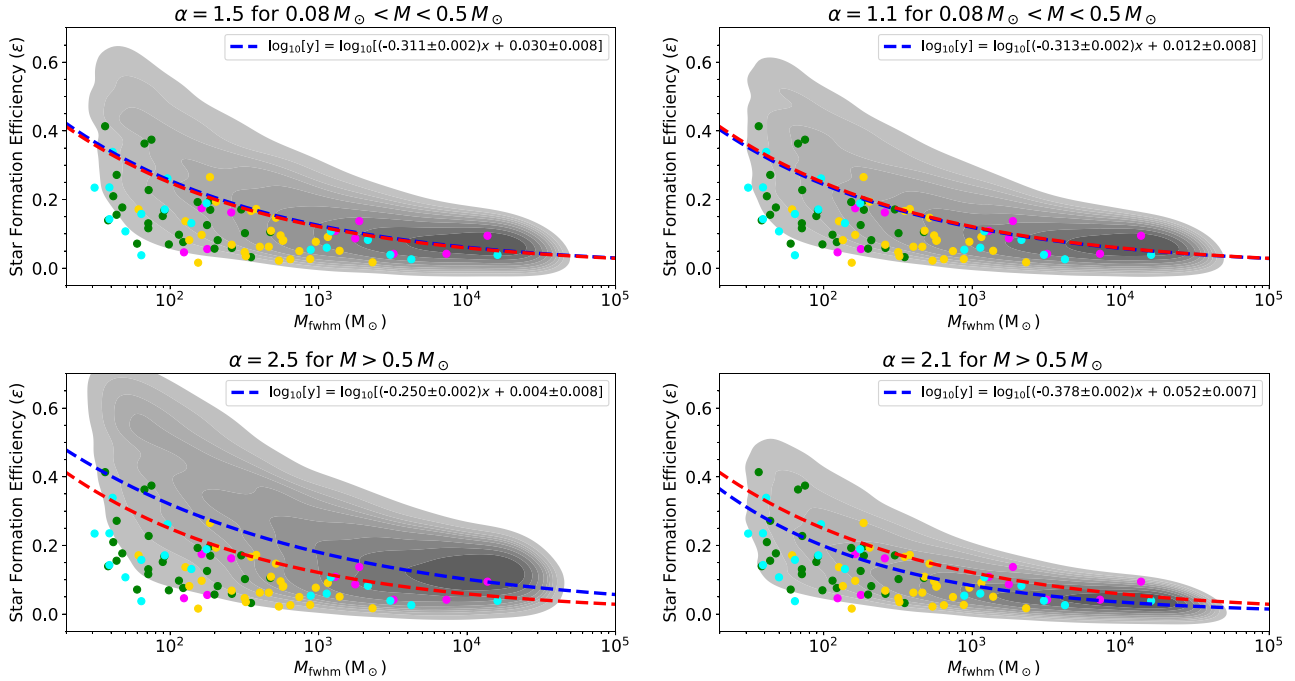 α = 1.5 for 0.08 M⊙ < M < 0.5 M⊙
log₁₀[y] = log₁₀[(-0.311±0.002)x + 0.030±0.008]
Star Formation Efficiency (ε)
0.6
0.4
0.2
0.0
10² 10³ 10⁴ 10⁵
M_fwhm (M⊙)
α = 1.1 for 0.08 M⊙ < M < 0.5 M⊙
log₁₀[y] = log₁₀[(-0.313±0.002)x + 0.012±0.008]
Star Formation Efficiency (ε)
0.6
0.4
0.2
0.0
10² 10³ 10⁴ 10⁵
M_fwhm (M⊙)
α = 2.5 for M > 0.5 M⊙
log₁₀[y] = log₁₀[(-0.250±0.002)x + 0.004±0.008]
Star Formation Efficiency (ε)
0.6
0.4
0.2
0.0
10² 10³ 10⁴ 10⁵
M_fwhm (M⊙)
α = 2.1 for M > 0.5 M⊙
log₁₀[y] = log₁₀[(-0.378±0.002)x + 0.052±0.007]
Star Formation Efficiency (ε)
0.6
0.4
0.2
0.0
10² 10³ 10⁴ 10⁵
M_fwhm (M⊙)